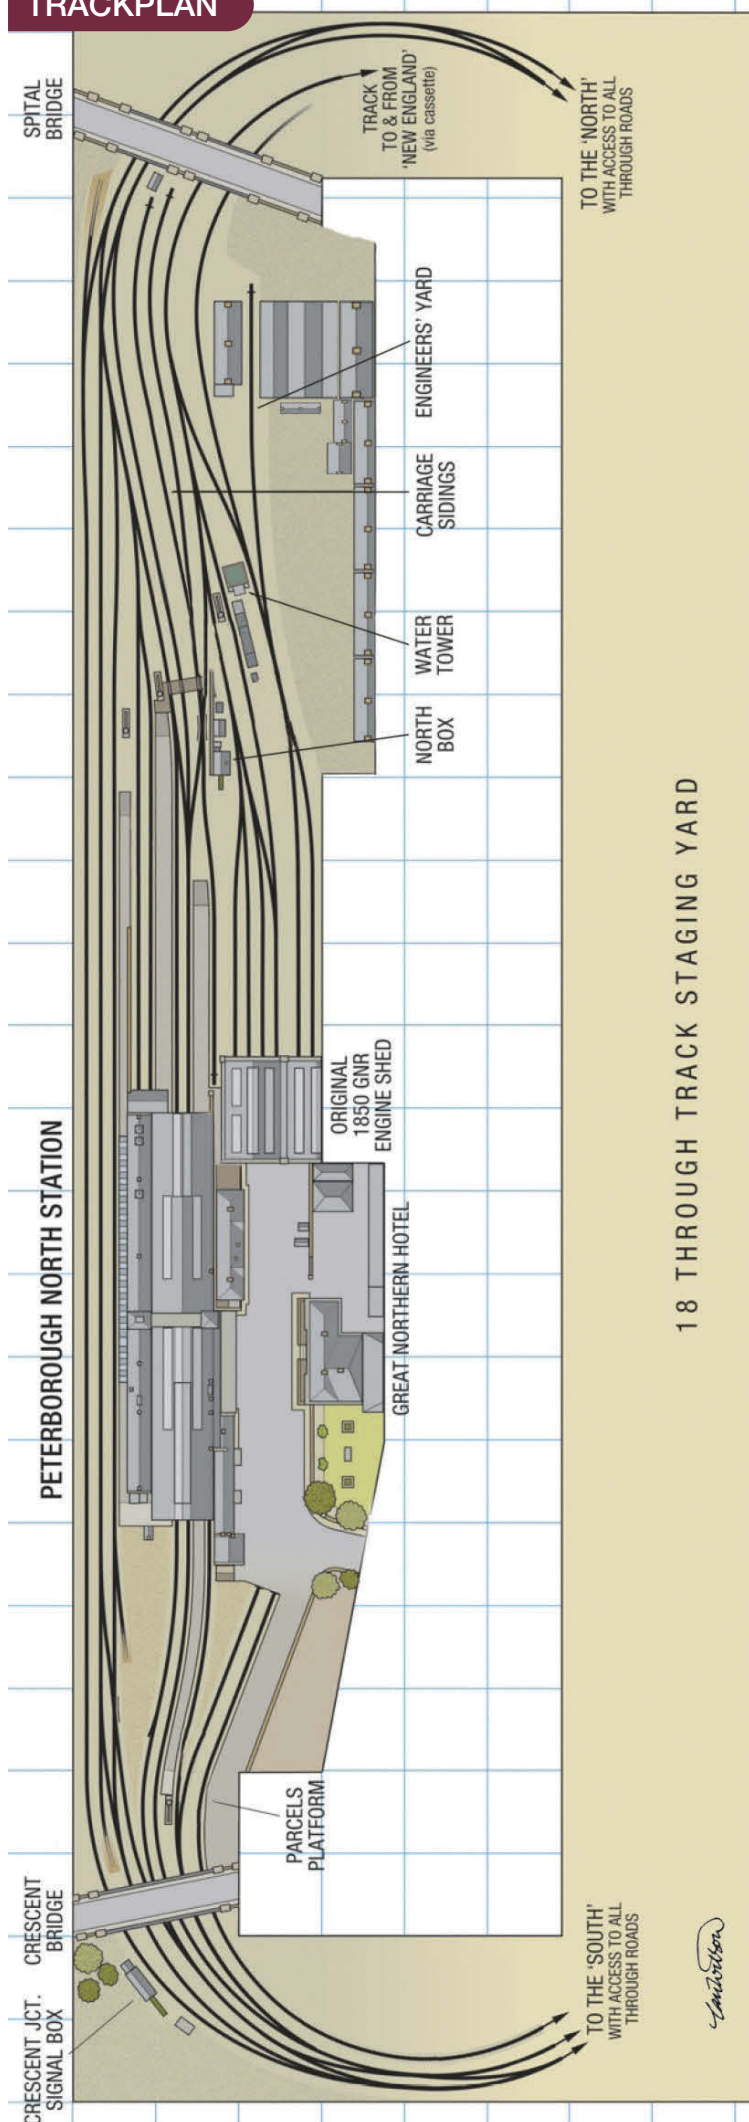 TRACKPLAN
SPITAL
BRIDGE
TRACK
TO & FROM
'NEW ENGLAND'
(via cassette)
TO THE 'NORTH'
WITH ACCESS TO ALL
THROUGH ROADS
ENGINEERS' YARD
CARRIAGE
SIDINGS
WATER
TOWER
NORTH
BOX
PETERBOROUGH NORTH STATION
ORIGINAL
1850 GNR
ENGINE SHED
GREAT NORTHERN HOTEL
18 THROUGH TRACK STAGING YARD
PARCELS
PLATFORM
CRESCENT
BRIDGE
CRESCENT JCT.
SIGNAL BOX
TO THE 'SOUTH'
WITH ACCESS TO ALL
THROUGH ROADS